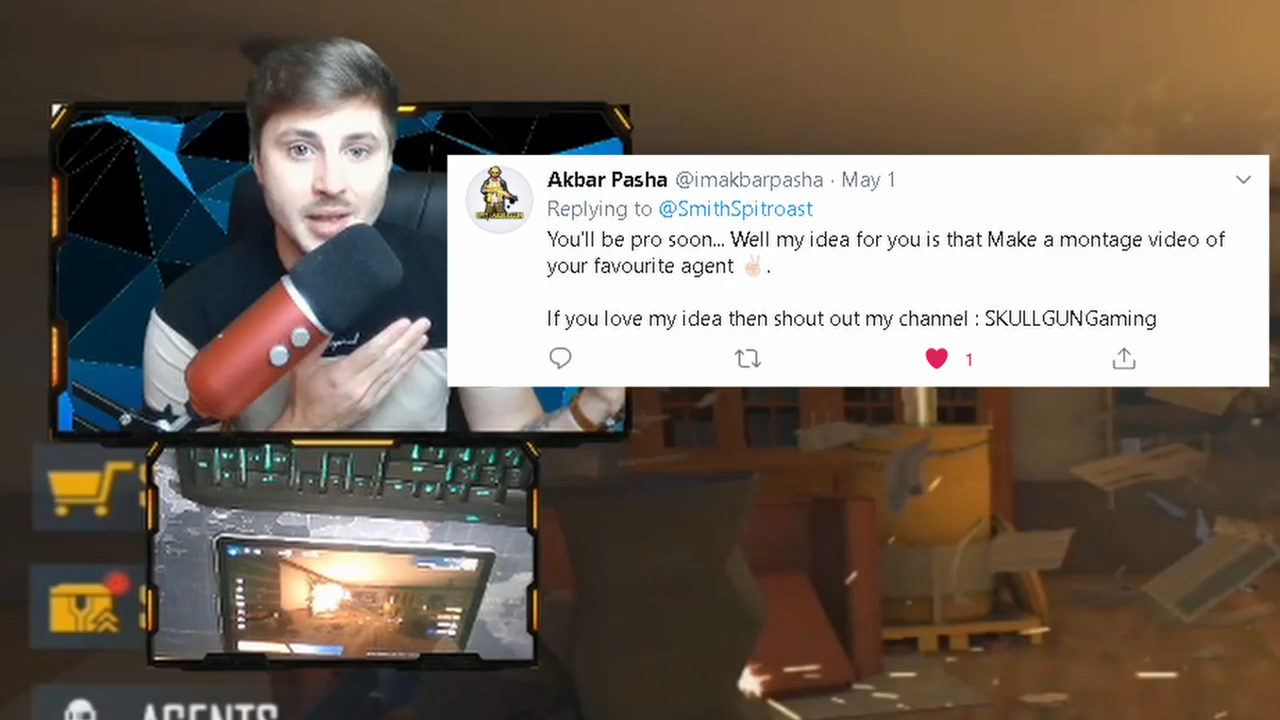 Akbar Pasha @imakbarpasha · May 1
Replying to @SmithSpitroast
You'll be pro soon... Well my idea for you is that Make a montage video of
your favourite agent ✌🏻.
If you love my idea then shout out my channel : SKULLGUNGaming
1
AGENTS